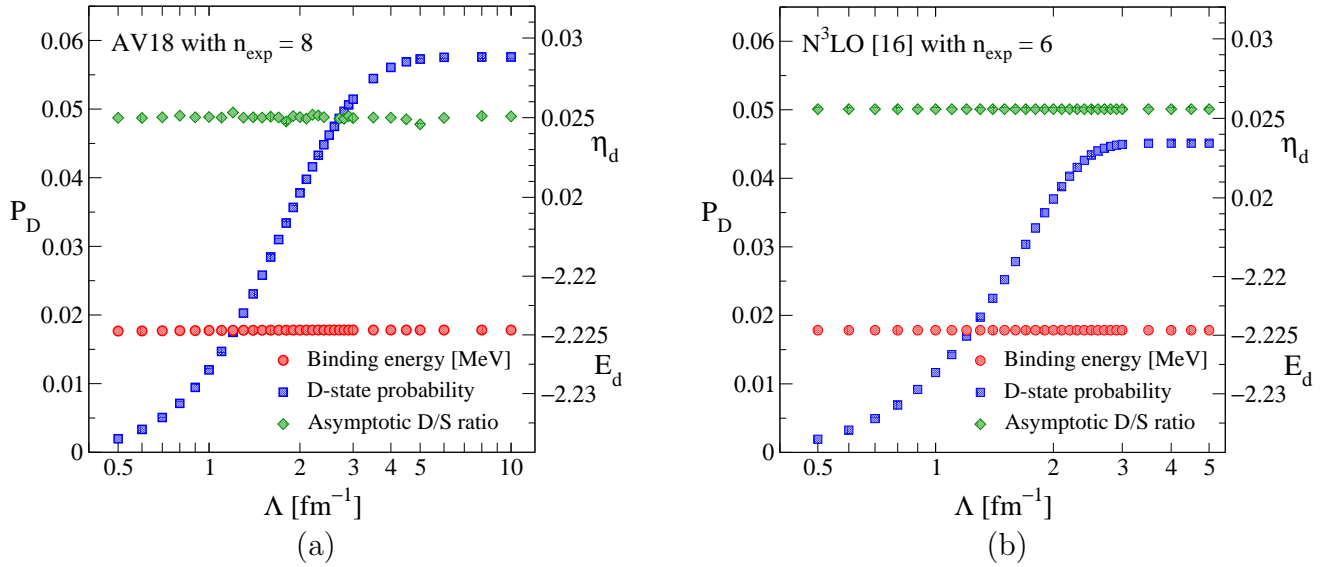 AV18 with n_exp = 8
0.06
0.05
0.04
0.03
0.02
0.01
0
P_D
0.03
0.025
0.02
−2.22
−2.225
−2.23
η_d
E_d
Binding energy [MeV]
D-state probability
Asymptotic D/S ratio
0.5 1 2 3 4 5 10
Λ [fm⁻¹]
(a)
N³LO [16] with n_exp = 6
0.06
0.05
0.04
0.03
0.02
0.01
0
P_D
0.03
0.025
0.02
−2.22
−2.225
−2.23
η_d
E_d
Binding energy [MeV]
D-state probability
Asymptotic D/S ratio
0.5 1 2 3 4 5
Λ [fm⁻¹]
(b)